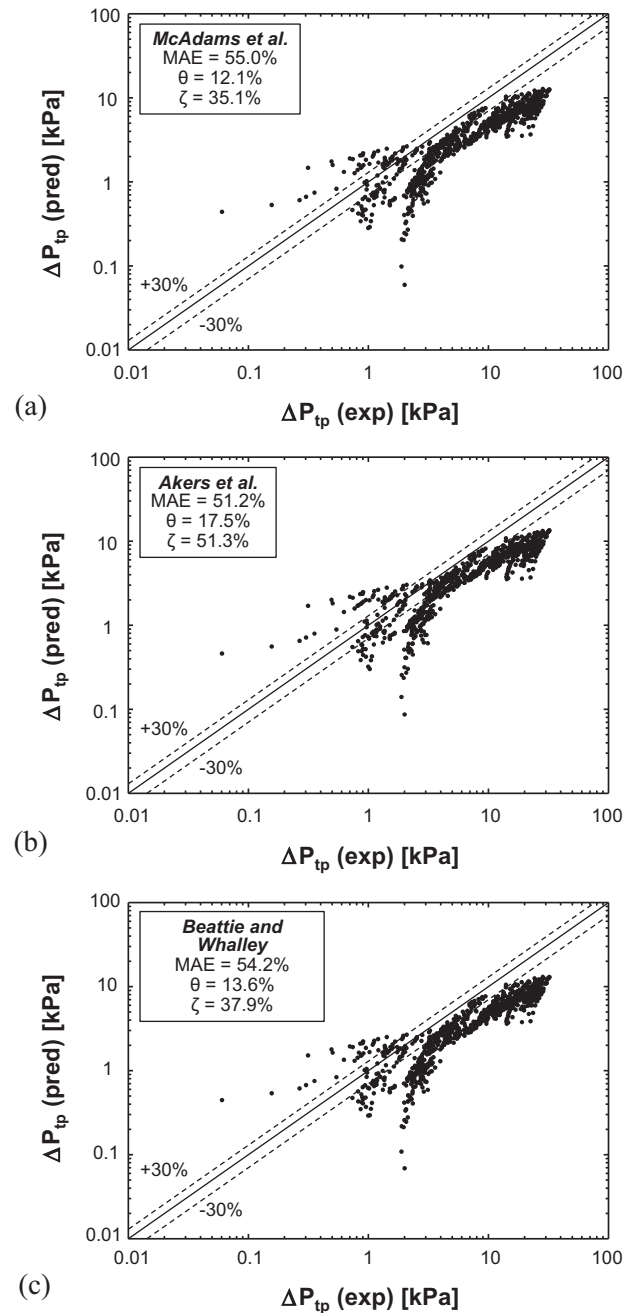 100
McAdams et al.
MAE = 55.0%
θ = 12.1%
ζ = 35.1%
10
1
0.1
0.01
ΔPtp (pred) [kPa]
+30%
-30%
0.01
0.1
1
10
100
(a)
ΔPtp (exp) [kPa]
100
Akers et al.
MAE = 51.2%
θ = 17.5%
ζ = 51.3%
10
1
0.1
0.01
ΔPtp (pred) [kPa]
+30%
-30%
0.01
0.1
1
10
100
(b)
ΔPtp (exp) [kPa]
100
Beattie and
Whalley
MAE = 54.2%
θ = 13.6%
ζ = 37.9%
10
1
0.1
0.01
ΔPtp (pred) [kPa]
+30%
-30%
0.01
0.1
1
10
100
(c)
ΔPtp (exp) [kPa]